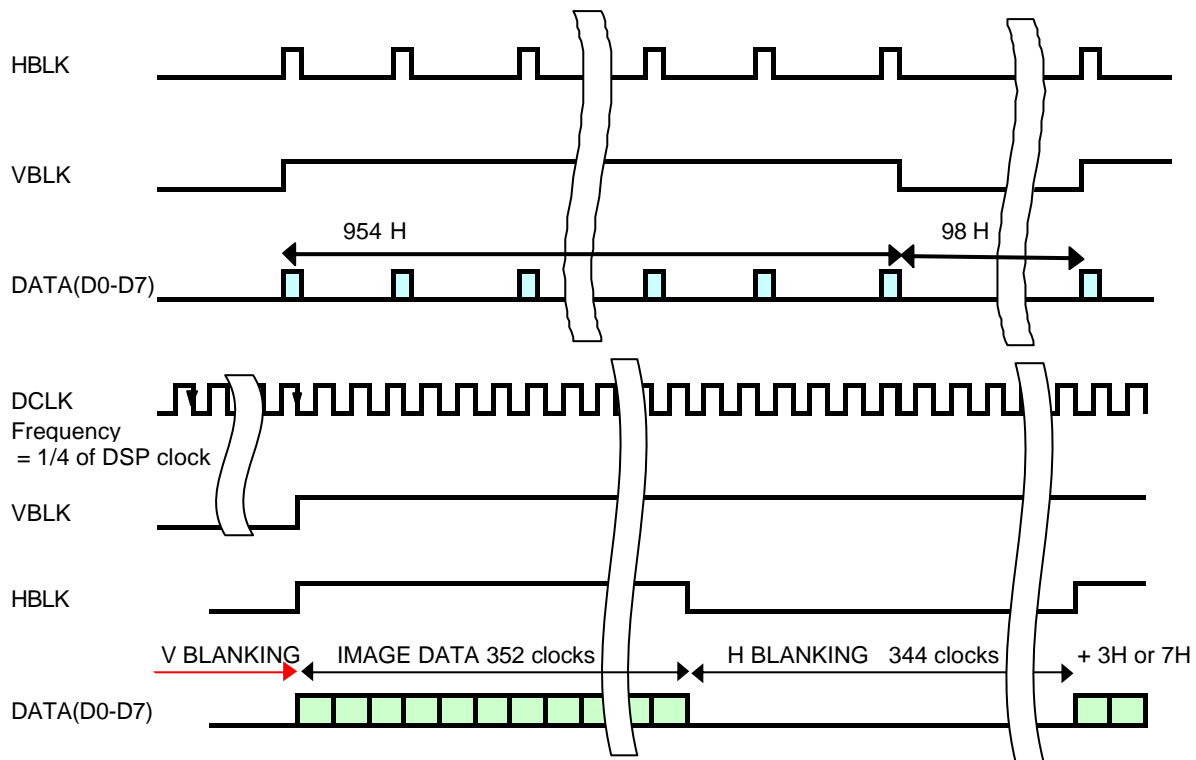 HBLK
VBLK
954 H
98 H
DATA(D0-D7)
DCLK
Frequency
= 1/4 of DSP clock
VBLK
HBLK
V BLANKING
IMAGE DATA 352 clocks
H BLANKING 344 clocks
+ 3H or 7H
DATA(D0-D7)